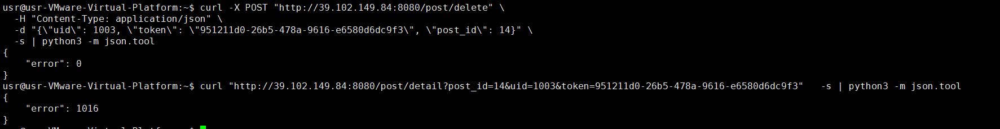 usr@usr-VMware-Virtual-Platform:~$ curl -X POST "http://39.102.149.84:8080/post/delete" \
  -H "Content-Type: application/json" \
  -d "{\"uid\": 1003, \"token\": \"951211d0-26b5-478a-9616-e6580d6dc9f3\", \"post_id\": 14}" \
  -s | python3 -m json.tool
{
    "error": 0
}
usr@usr-VMware-Virtual-Platform:~$ curl "http://39.102.149.84:8080/post/detail?post_id=14&uid=1003&token=951211d0-26b5-478a-9616-e6580d6dc9f3"   -s | python3 -m json.tool
{
    "error": 1016
}